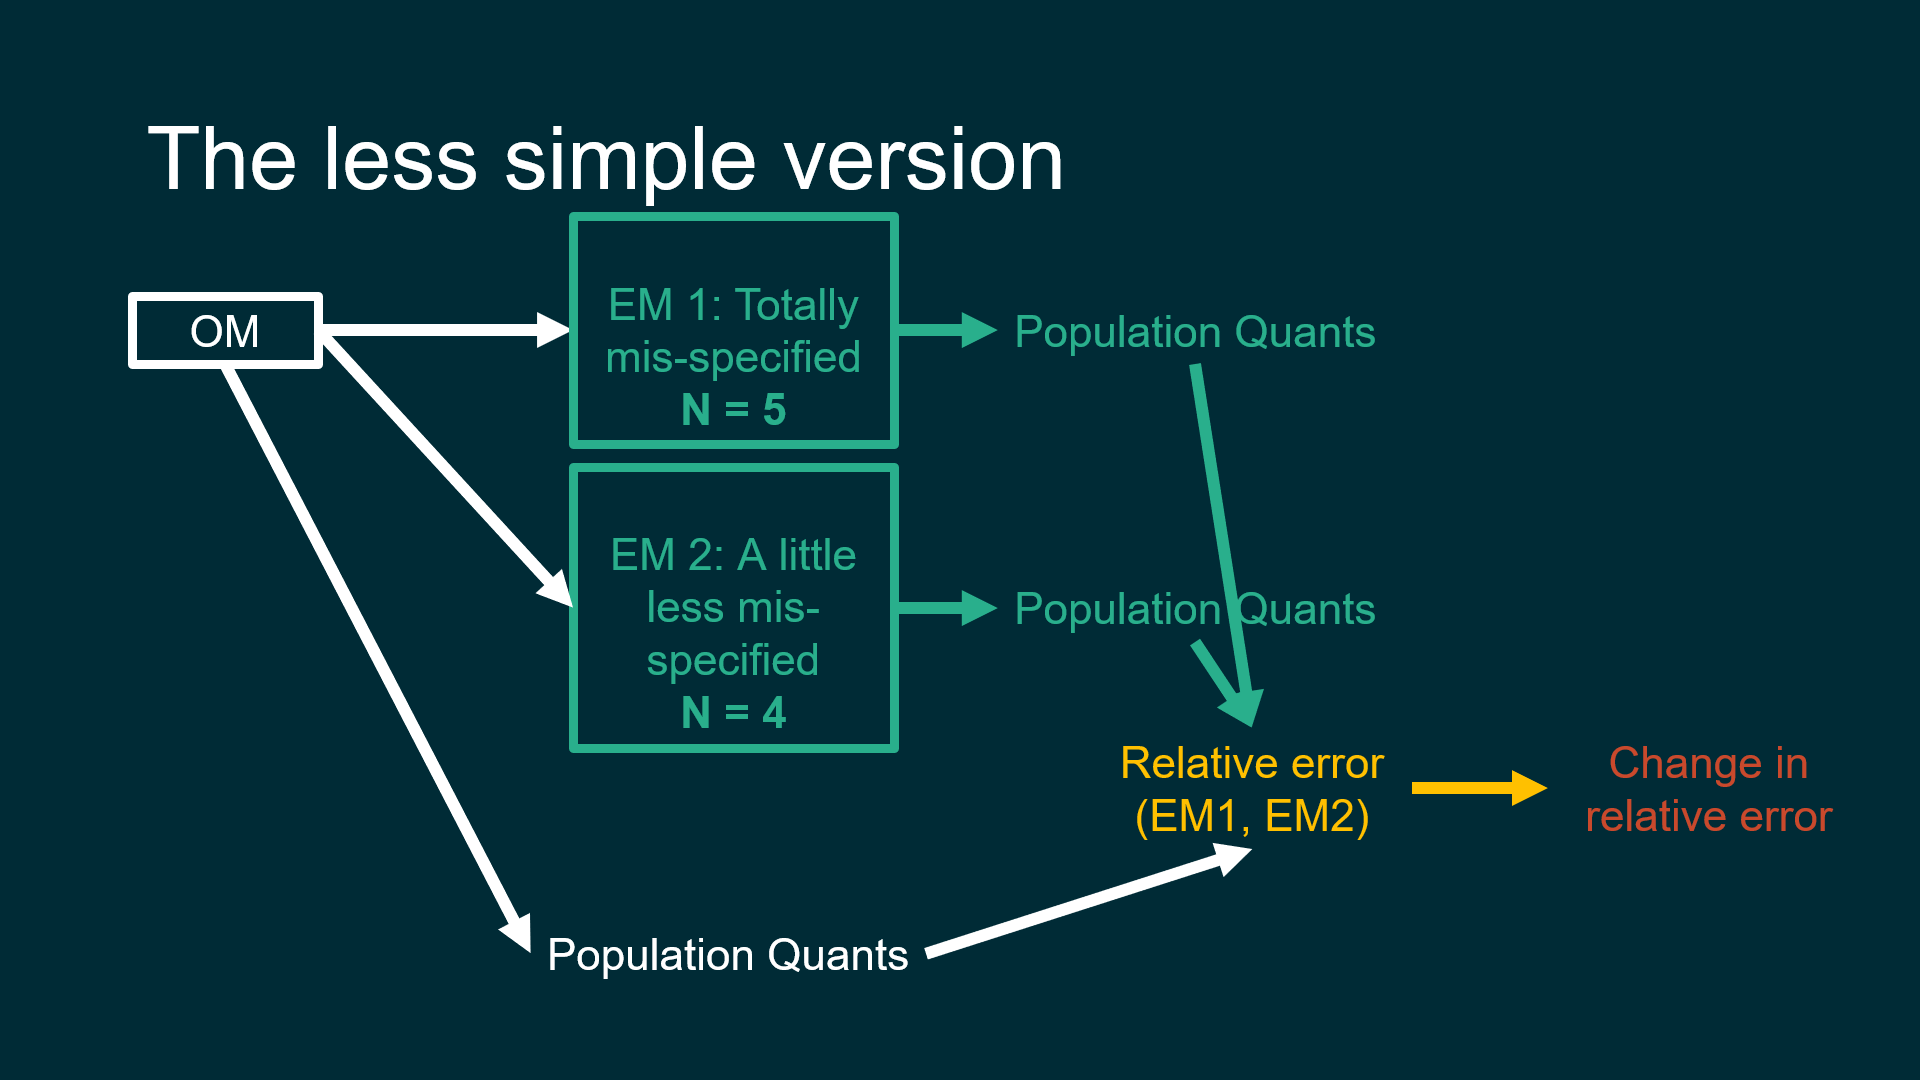 The less simple version
OM
EM 1: Totally
mis-specified
N = 5
Population Quants
EM 2: A little
less mis-
specified
N = 4
Population Quants
Relative error
(EM1, EM2)
Change in
relative error
Population Quants